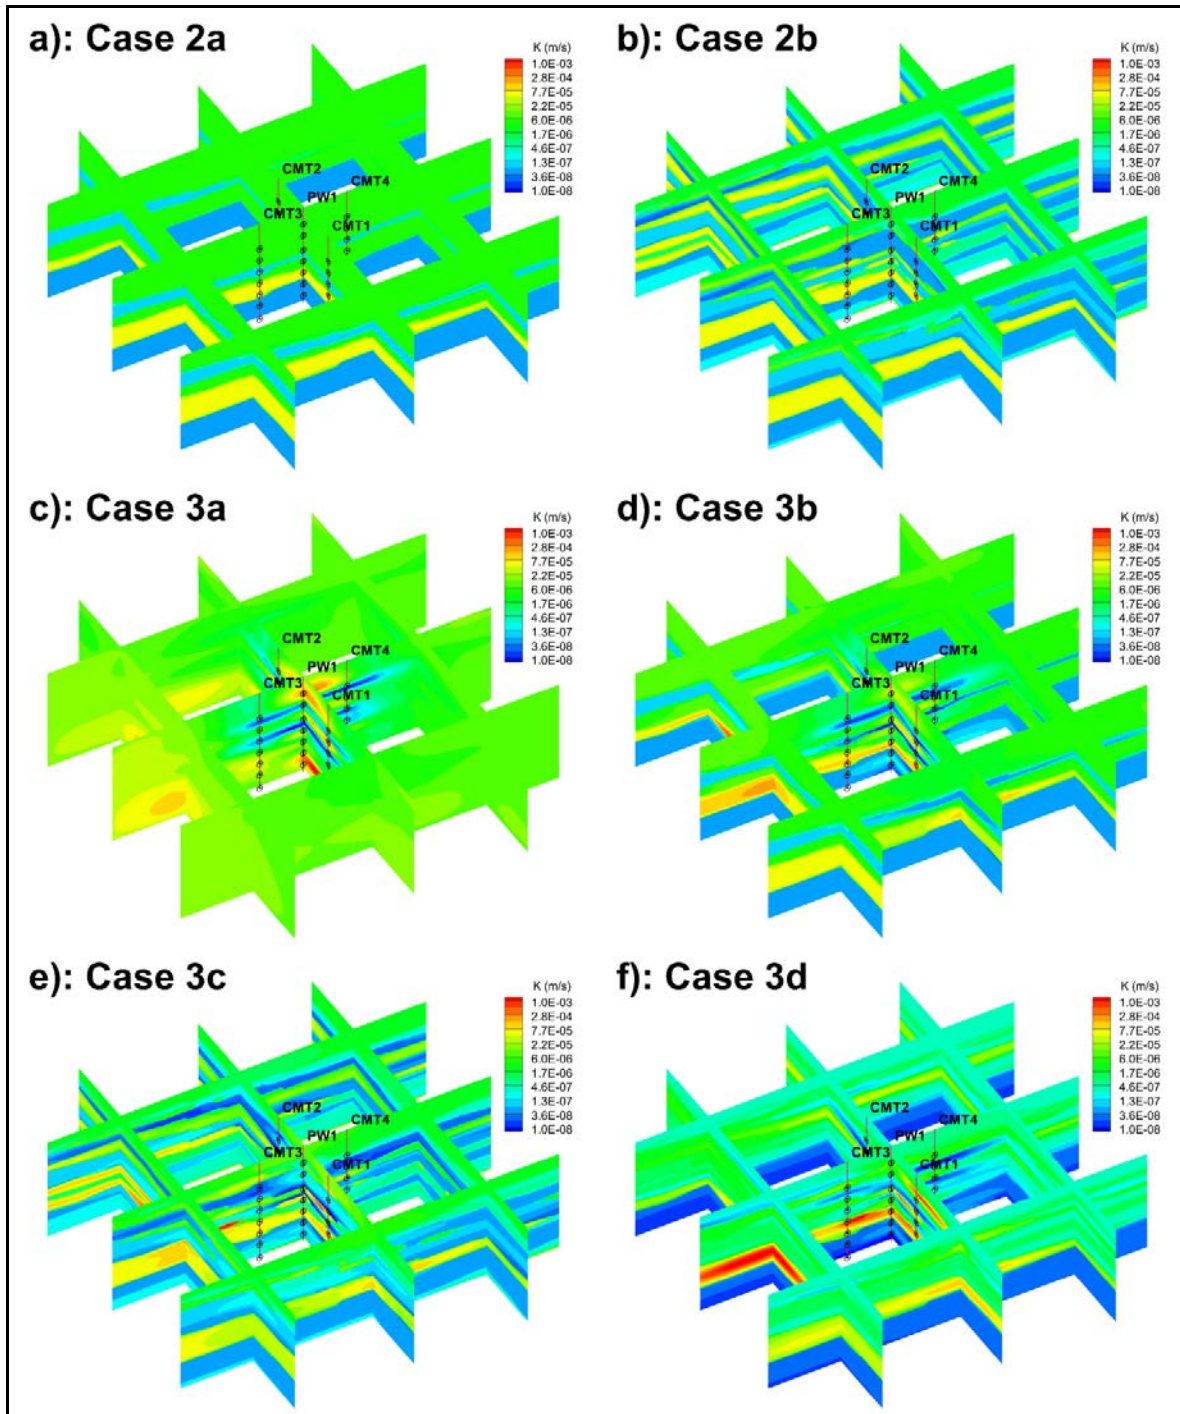 a): Case 2a
K (m/s)
1.0E-03
2.8E-04
7.7E-05
2.2E-05
6.0E-06
1.7E-06
4.6E-07
1.3E-07
3.6E-08
1.0E-08
CMT2
CMT4
PW1
CMT3
CMT1
b): Case 2b
K (m/s)
1.0E-03
2.8E-04
7.7E-05
2.2E-05
6.0E-06
1.7E-06
4.6E-07
1.3E-07
3.6E-08
1.0E-08
CMT2
CMT4
PW1
CMT3
CMT1
c): Case 3a
K (m/s)
1.0E-03
2.8E-04
7.7E-05
2.2E-05
6.0E-06
1.7E-06
4.6E-07
1.3E-07
3.6E-08
1.0E-08
CMT2
CMT4
PW1
CMT3
CMT1
d): Case 3b
K (m/s)
1.0E-03
2.8E-04
7.7E-05
2.2E-05
6.0E-06
1.7E-06
4.6E-07
1.3E-07
3.6E-08
1.0E-08
CMT2
CMT4
PW1
CMT3
CMT1
e): Case 3c
K (m/s)
1.0E-03
2.8E-04
7.7E-05
2.2E-05
6.0E-06
1.7E-06
4.6E-07
1.3E-07
3.6E-08
1.0E-08
CMT2
CMT4
PW1
CMT3
CMT1
f): Case 3d
K (m/s)
1.0E-03
2.8E-04
7.7E-05
2.2E-05
6.0E-06
1.7E-06
4.6E-07
1.3E-07
3.6E-08
1.0E-08
CMT2
CMT4
PW1
CMT3
CMT1